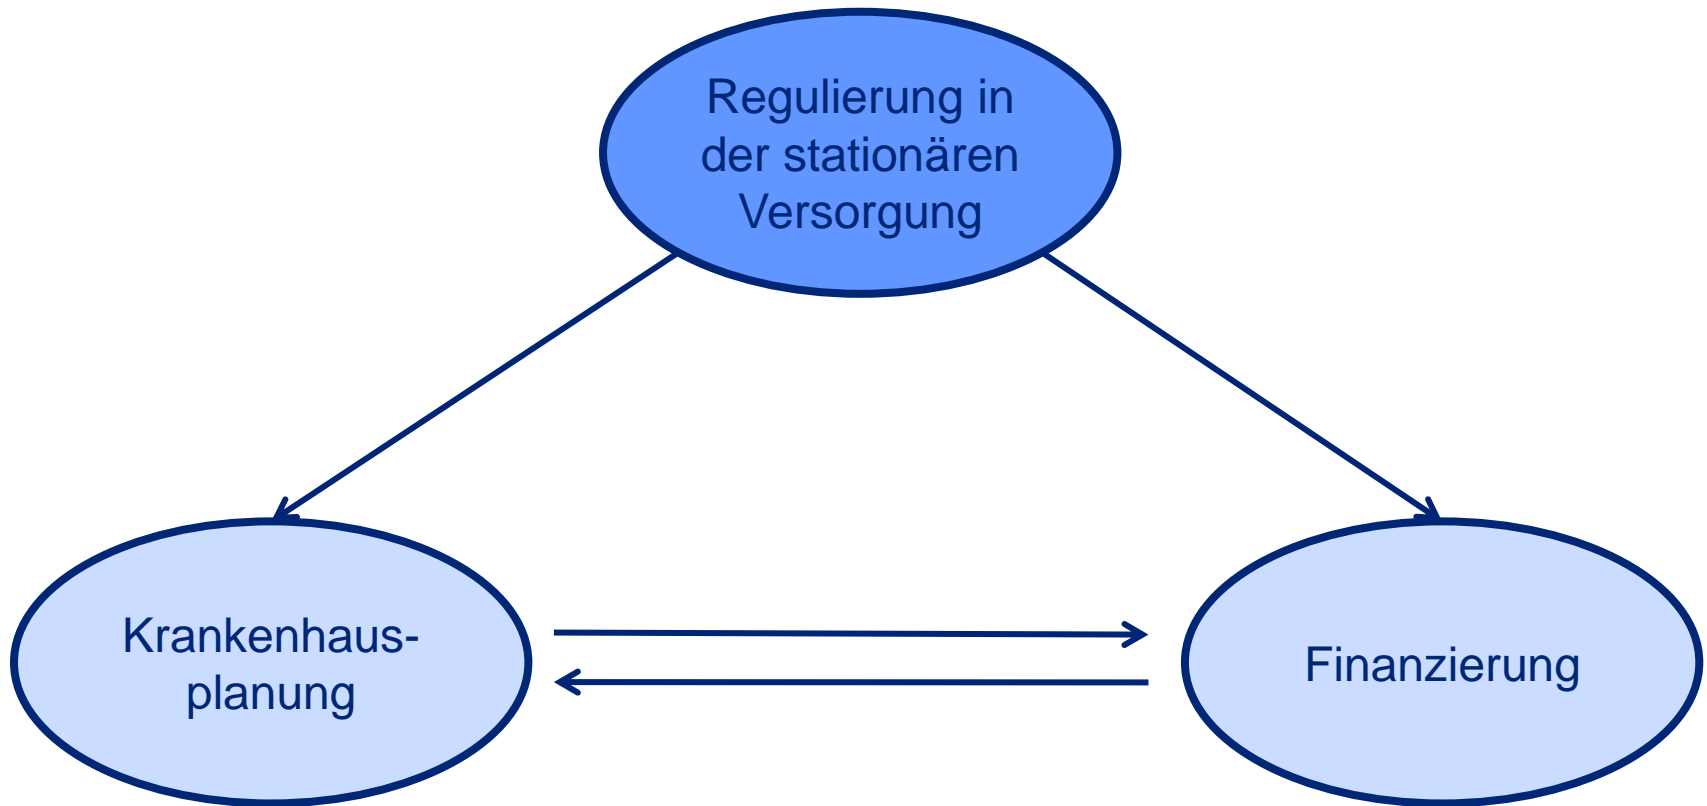 Regulierung in
der stationären
Versorgung
Krankenhaus-
planung
Finanzierung